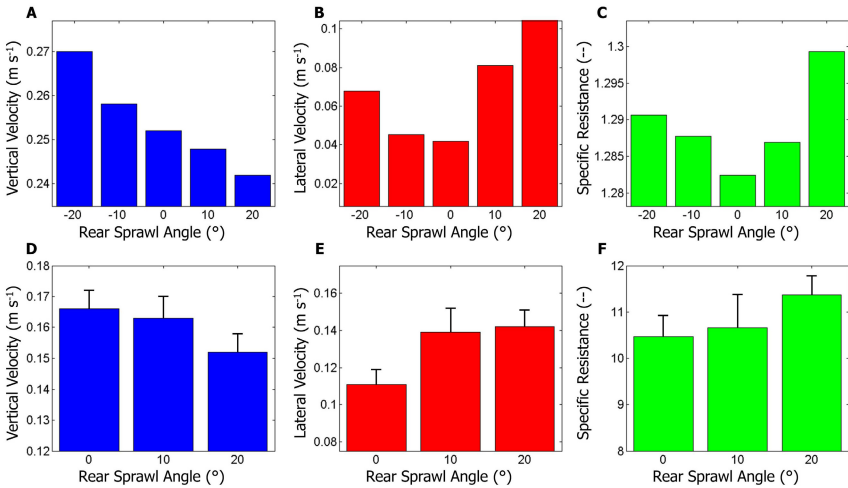 A
Vertical Velocity (m s⁻¹)
0.27
0.26
0.25
0.24
-20 -10 0 10 20
Rear Sprawl Angle (°)
B
Lateral Velocity (m s⁻¹)
0.1
0.08
0.06
0.04
0.02
-20 -10 0 10 20
Rear Sprawl Angle (°)
C
Specific Resistance (--)
1.3
1.295
1.29
1.285
1.28
-20 -10 0 10 20
Rear Sprawl Angle (°)
D
Vertical Velocity (m s⁻¹)
0.18
0.17
0.16
0.15
0.14
0.13
0.12
0 10 20
Rear Sprawl Angle (°)
E
Lateral Velocity (m s⁻¹)
0.16
0.14
0.12
0.1
0.08
0 10 20
Rear Sprawl Angle (°)
F
Specific Resistance (--)
12
11
10
9
8
0 10 20
Rear Sprawl Angle (°)